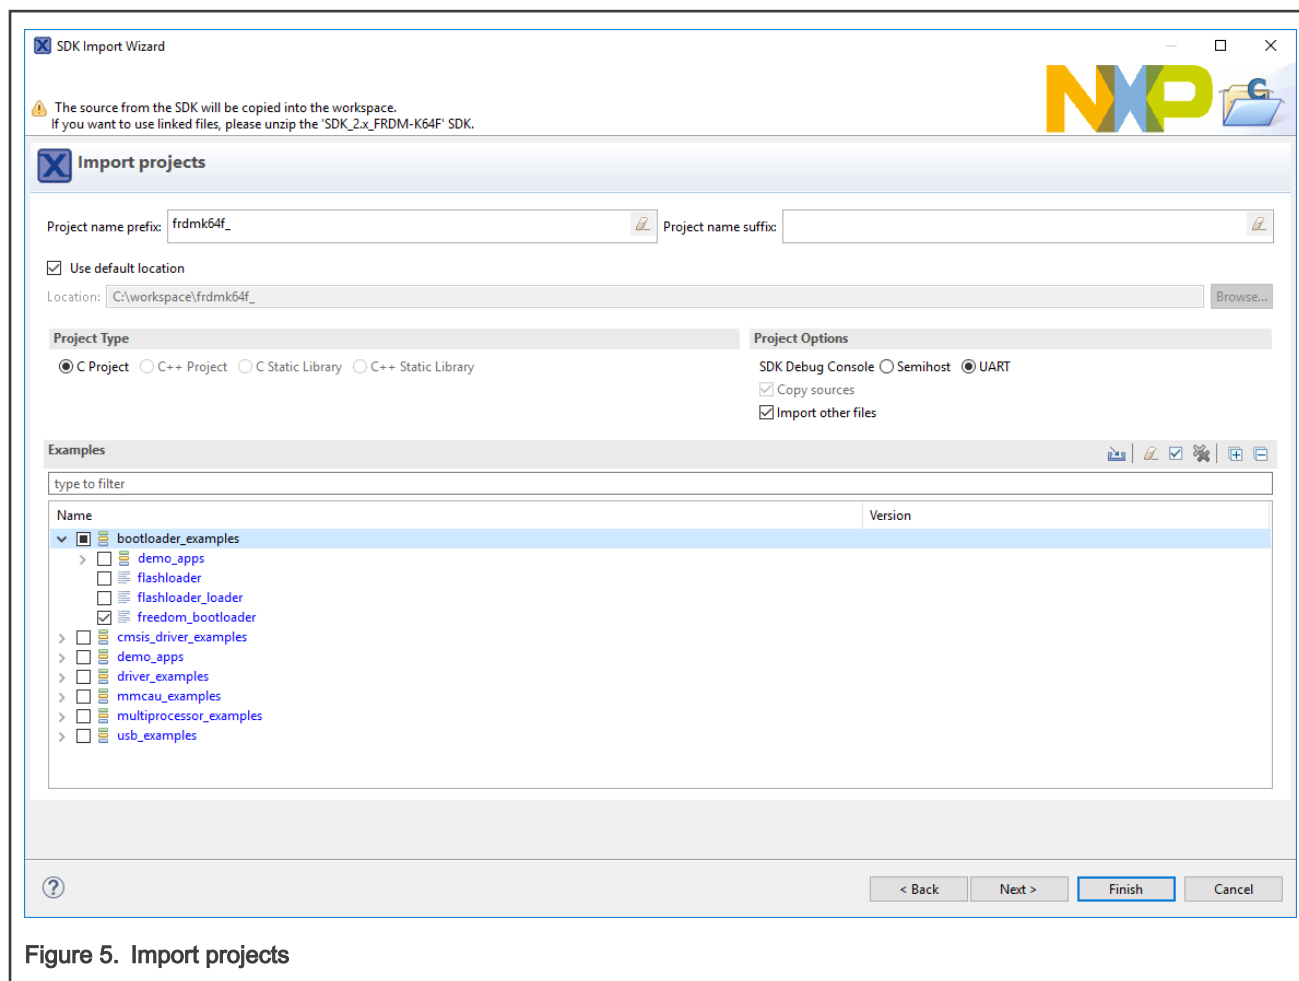 SDK Import Wizard
The source from the SDK will be copied into the workspace.
If you want to use linked files, please unzip the 'SDK_2.x_FRDM-K64F' SDK.
NXP
C
X Import projects
Project name prefix: frdmk64f_ Project name suffix:
Use default location
Location: C:\workspace\frdmk64f_ Browse...
Project Type Project Options
C Project C++ Project C Static Library C++ Static Library SDK Debug Console Semihost UART
Copy sources
Import other files
Examples
type to filter
Name Version
bootloader_examples
demo_apps
flashloader
flashloader_loader
freedom_bootloader
cmsis_driver_examples
demo_apps
driver_examples
mmcau_examples
multiprocessor_examples
usb_examples
? < Back Next > Finish Cancel
Figure 5. Import projects